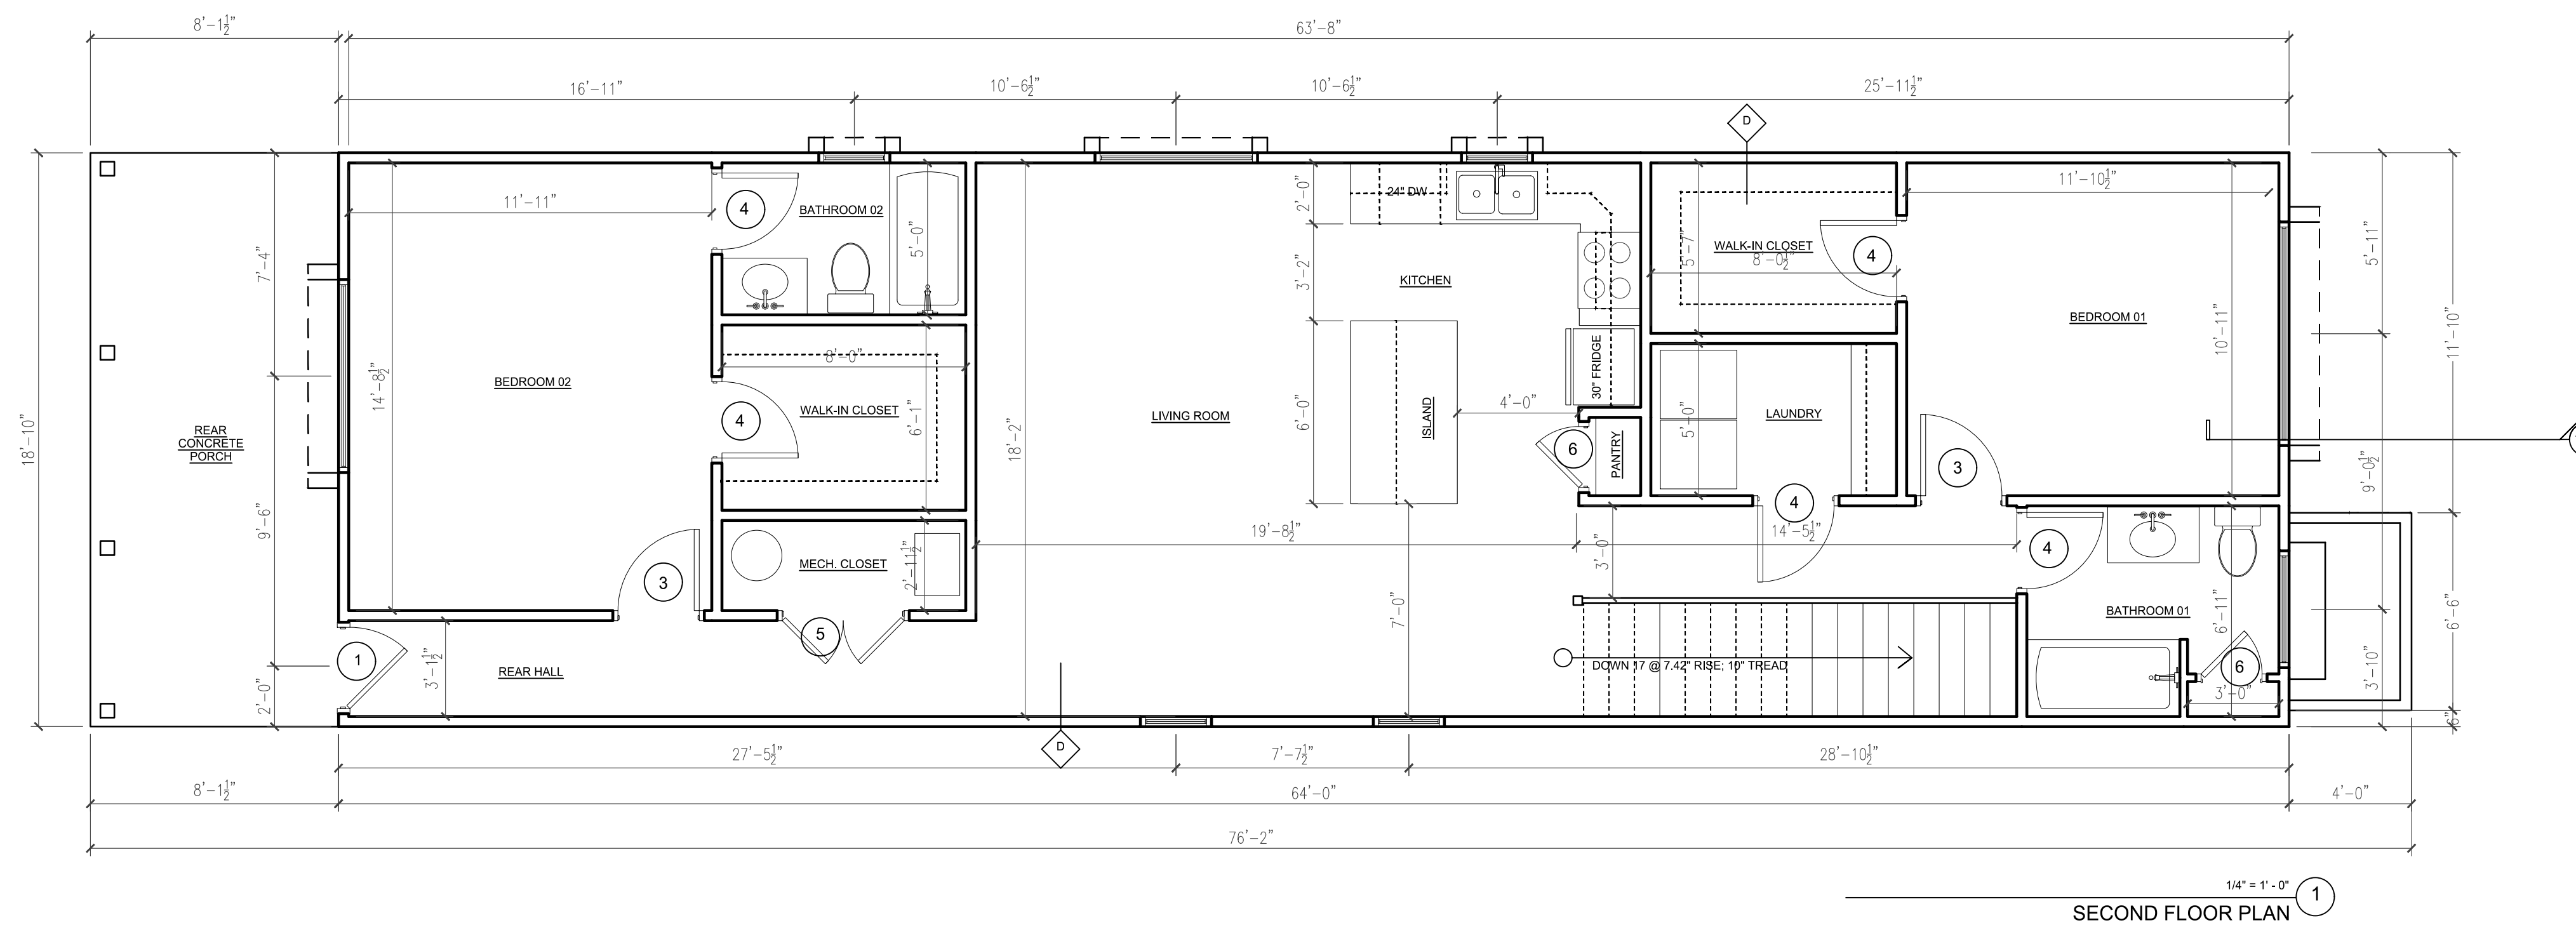 8'-1½"
63'-8"
16'-11"
10'-6½"
10'-6½"
25'-11½"
D
24" DW
11'-11"
11'-10½"
4
BATHROOM 02
2'-0"
5'-0"
7'-4"
3'-2"
KITCHEN
5'-7"
WALK-IN CLOSET
8'-0½"
4
5'-11"
BEDROOM 01
10'-11"
11'-10"
8'-0"
30" FRIDGE
BEDROOM 02
14'-8½"
WALK-IN CLOSET
4
6'-1"
LIVING ROOM
18'-2"
6'-0"
ISLAND
4'-0"
LAUNDRY
5'-0"
18'-10"
REAR
CONCRETE
PORCH
6
PANTRY
3
9'-0½"
9'-6"
4
19'-8½"
14'-5½"
4
MECH. CLOSET
2'-11½"
3
3'-0"
7'-0"
BATHROOM 01
6'-11"
6'-6"
5
1
REAR HALL
3'-1½"
DOWN 17 @ 7.42" RISE; 10" TREAD
6
3'-0"
3'-10"
2'-0"
6"
D
27'-5½"
7'-7½"
28'-10½"
8'-1½"
64'-0"
4'-0"
76'-2"
1/4" = 1' - 0"
1
SECOND FLOOR PLAN